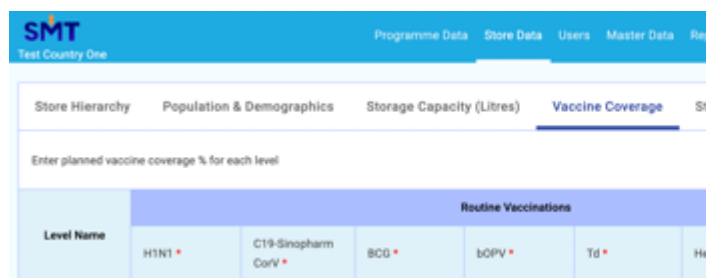 SMT
Test Country One
Programme Data Store Data Users Master Data
Store Hierarchy Population & Demographics Storage Capacity (Litres) Vaccine Coverage
Enter planned vaccine coverage % for each level
Routine Vaccinations
Level Name
H1N1 * C19-Sinopharm CorV * BCG * bOPV * Td *